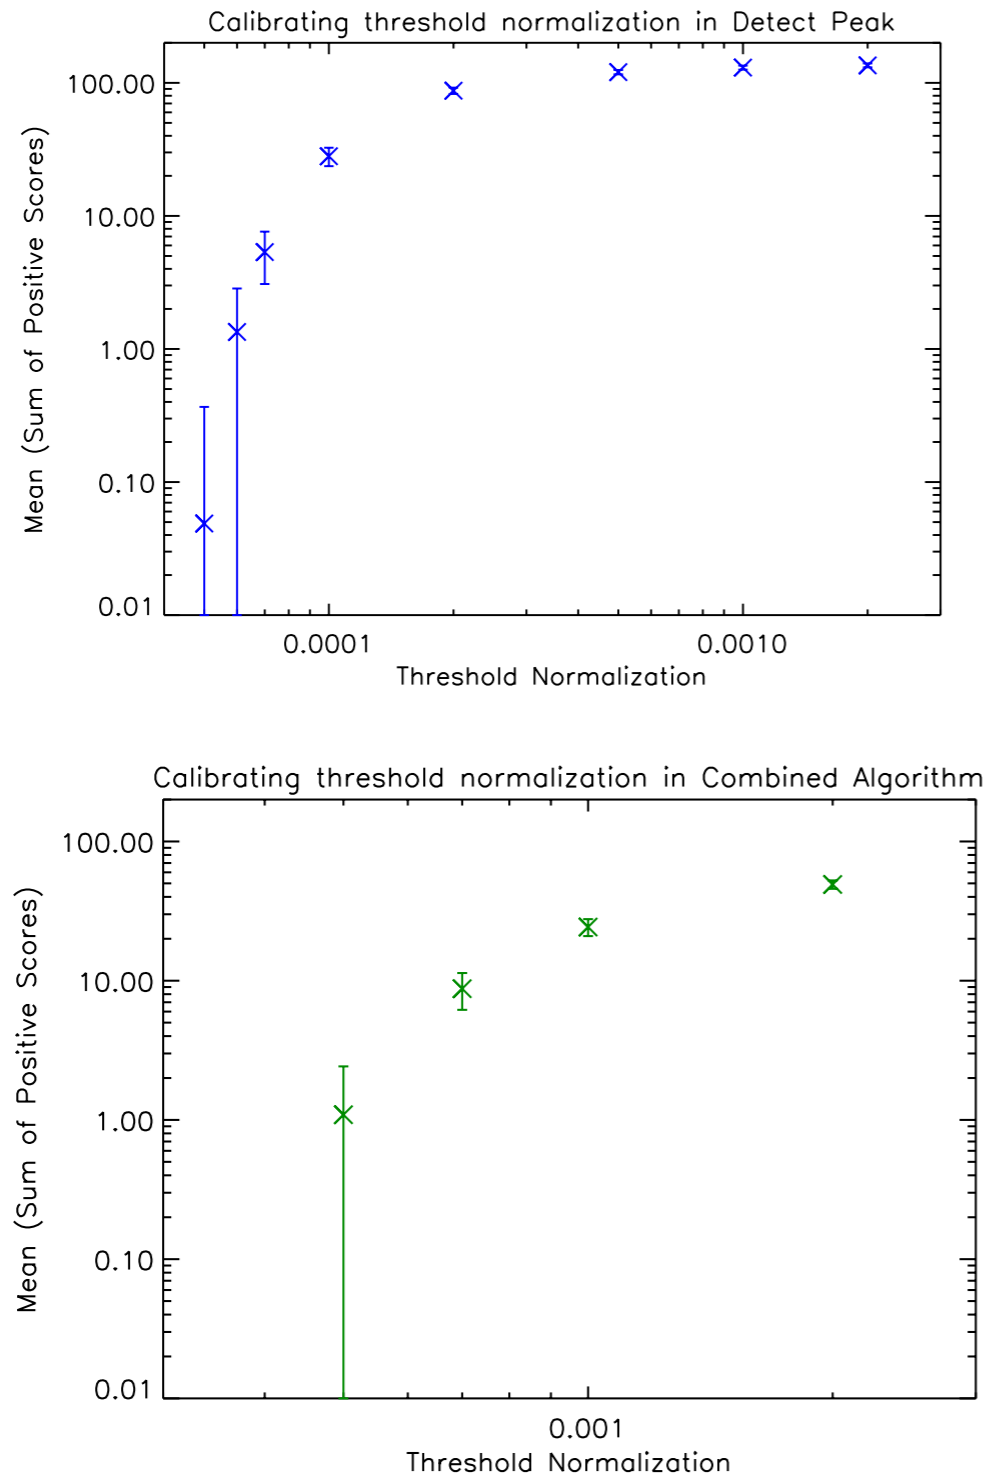 Calibrating threshold normalization in Detect Peak
100.00
10.00
1.00
0.10
0.01
Mean (Sum of Positive Scores)
0.0001
0.0010
Threshold Normalization
Calibrating threshold normalization in Combined Algorithm
100.00
10.00
1.00
0.10
0.01
Mean (Sum of Positive Scores)
0.001
Threshold Normalization